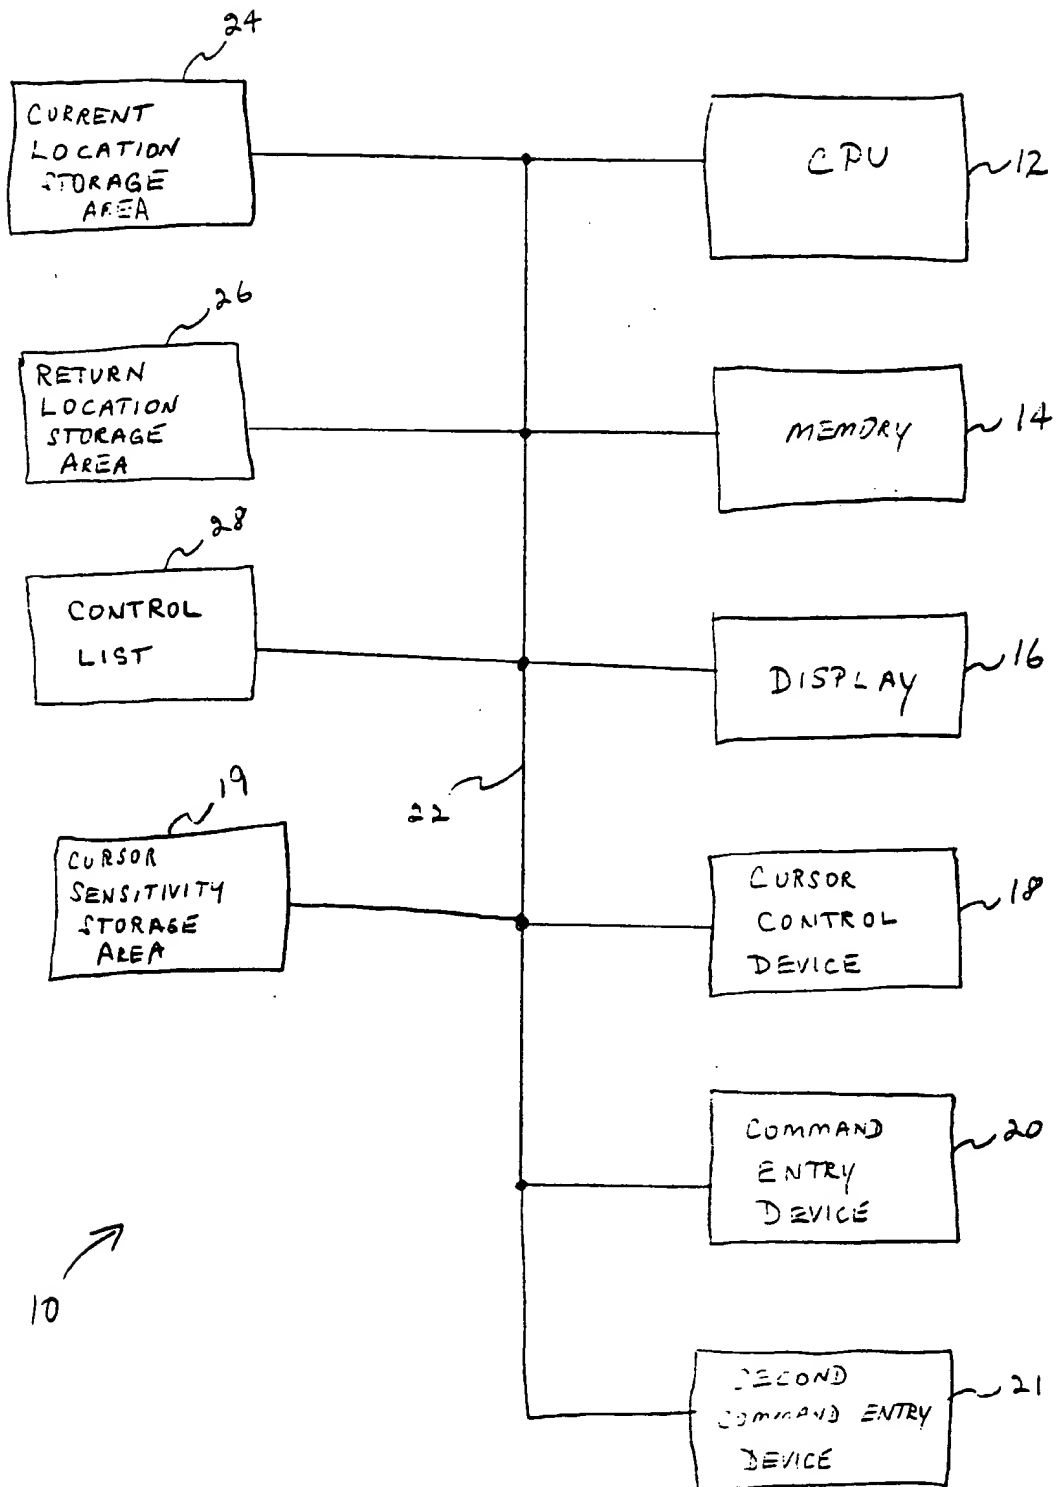 24
CURRENT
LOCATION
STORAGE
AREA
CPU
12
26
RETURN
LOCATION
STORAGE
AREA
MEMORY
14
28
CONTROL
LIST
DISPLAY
16
22
19
CURSOR
SENSITIVITY
STORAGE
AREA
CURSOR
CONTROL
DEVICE
18
COMMAND
ENTRY
DEVICE
20
10
SECOND
COMMAND ENTRY
DEVICE
21